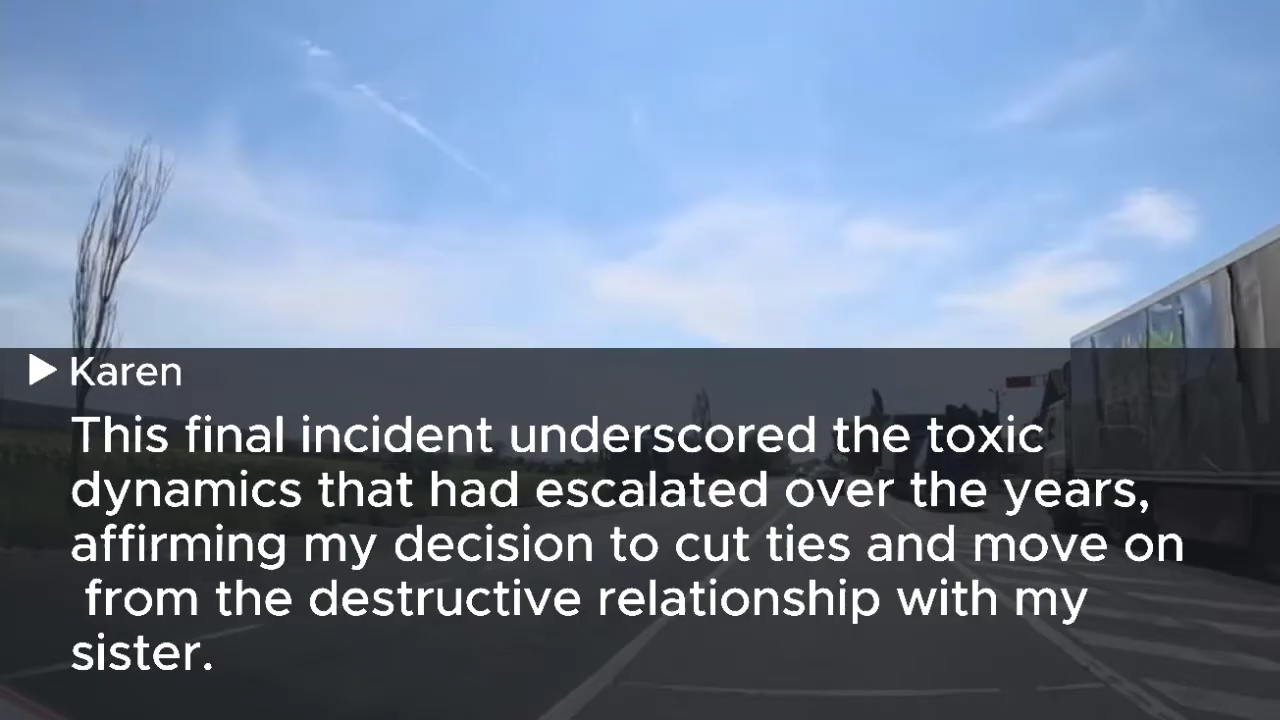 Karen
This final incident underscored the toxic
dynamics that had escalated over the years,
affirming my decision to cut ties and move on
from the destructive relationship with my
sister.